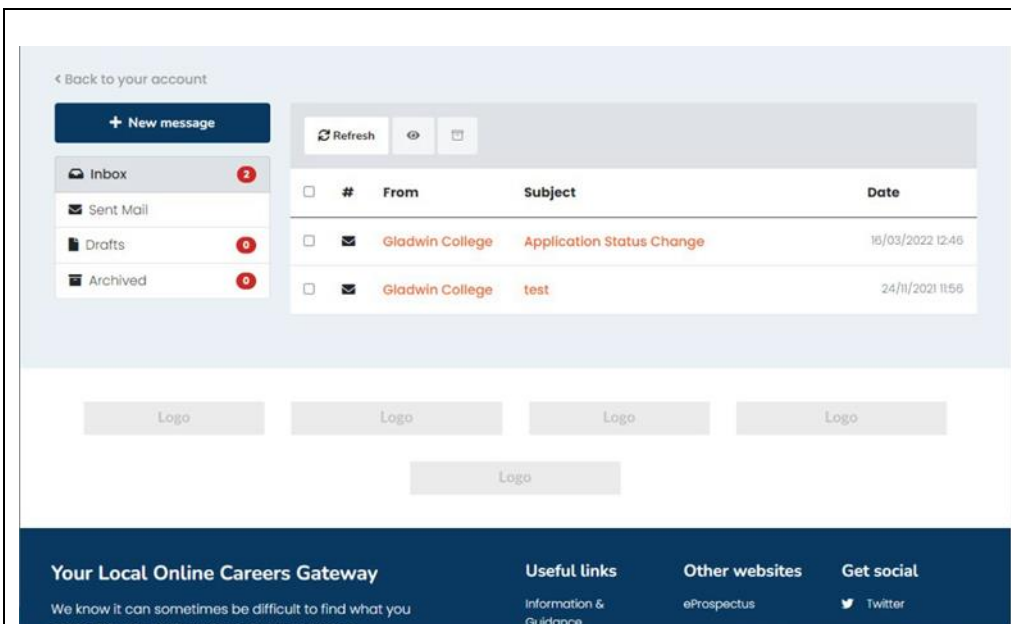 Back to your account
New message
Inbox 2
Sent Mail
Drafts 0
Archived 0
Refresh
# From Subject Date
Gladwin College Application Status Change 16/03/2022 12:46
Gladwin College test 24/11/2021 11:56
Logo Logo Logo Logo
Logo
Your Local Online Careers Gateway
We know it can sometimes be difficult to find what you
Useful links
Information &
Guidance
Other websites
eProspectus
Get social
Twitter